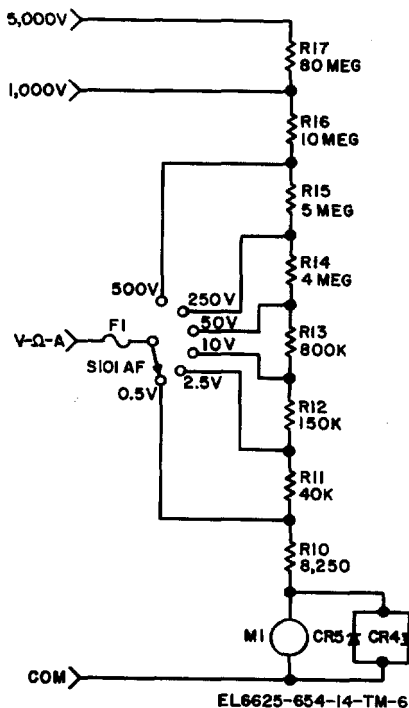 5,000V
R17
80 MEG
1,000V
R16
10 MEG
R15
5 MEG
R14
4 MEG
500V
250V
50V
F1
R13
800K
V-Ω-A
10V
S101 AF
0.5V
2.5V
R12
150K
R11
40K
R10
8,250
M1
CR5
CR4
COM
EL6625-654-14-TM-6